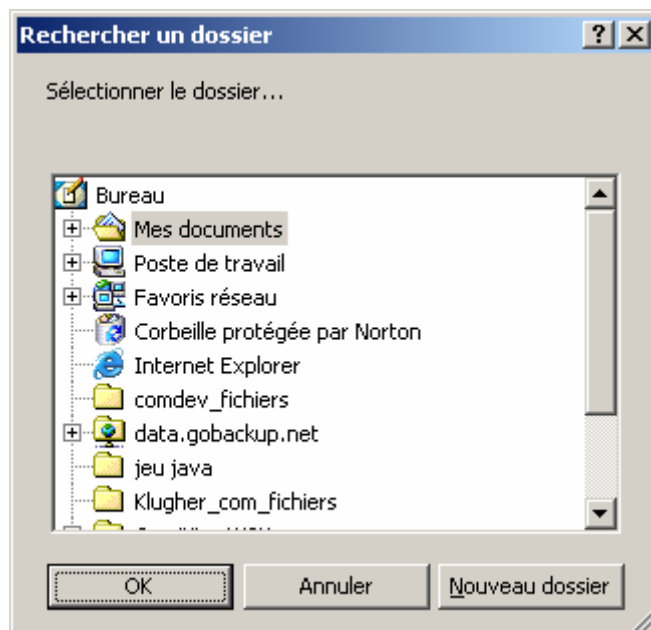 Rechercher un dossier
Sélectionner le dossier...
Bureau
Mes documents
Poste de travail
Favoris réseau
Corbeille protégée par Norton
Internet Explorer
comdev_fichiers
data.gobackup.net
jeu java
Klugher_com_fichiers
OK Annuler Nouveau dossier